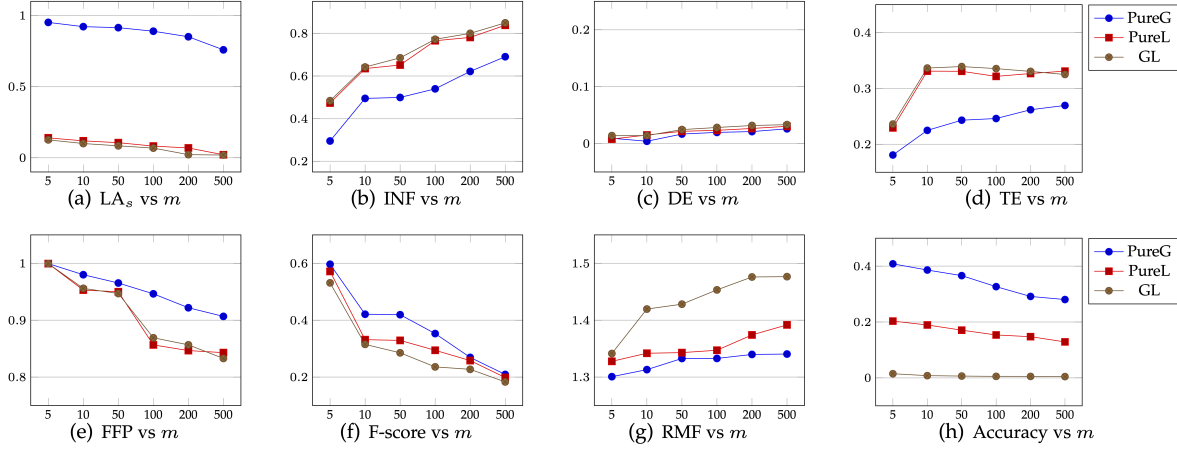 1
0.5
0
5 10 50 100 200 500
(a) LAₛ vs m
0.8
0.6
0.4
0.2
5 10 50 100 200 500
(b) INF vs m
0.2
0.1
0
5 10 50 100 200 500
(c) DE vs m
0.4
0.3
0.2
5 10 50 100 200 500
(d) TE vs m
PureG
PureL
GL
1
0.9
0.8
5 10 50 100 200 500
(e) FFP vs m
0.6
0.4
0.2
5 10 50 100 200 500
(f) F-score vs m
1.5
1.4
1.3
5 10 50 100 200 500
(g) RMF vs m
0.4
0.2
0
5 10 50 100 200 500
(h) Accuracy vs m
PureG
PureL
GL